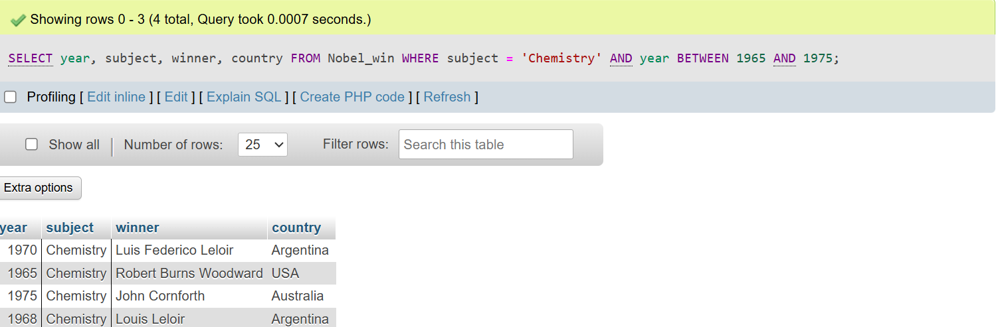 Showing rows 0 - 3 (4 total, Query took 0.0007 seconds.)
SELECT year, subject, winner, country FROM Nobel_win WHERE subject = 'Chemistry' AND year BETWEEN 1965 AND 1975;
Profiling [ Edit inline ] [ Edit ] [ Explain SQL ] [ Create PHP code ] [ Refresh ]
Show all Number of rows: 25 Filter rows: Search this table
Extra options
year subject winner country
1970 Chemistry Luis Federico Leloir Argentina
1965 Chemistry Robert Burns Woodward USA
1975 Chemistry John Cornforth Australia
1968 Chemistry Louis Leloir Argentina